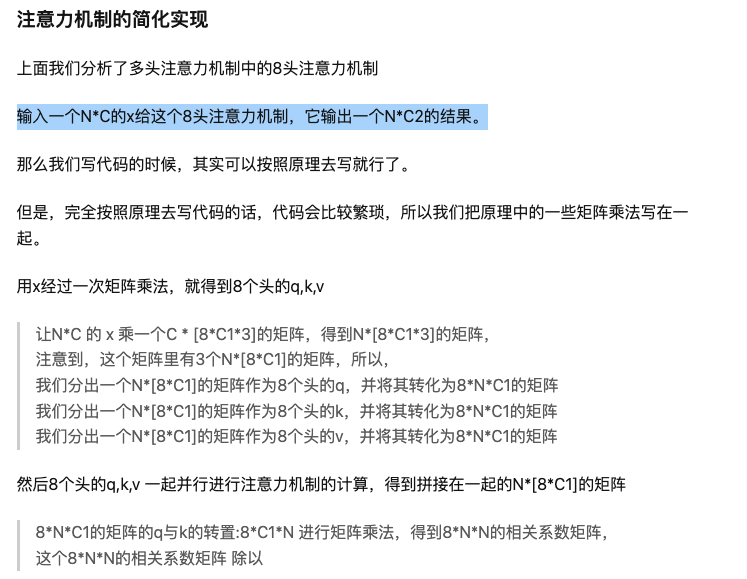 注意力机制的简化实现
上面我们分析了多头注意力机制中的8头注意力机制
输入一个N*C的x给这个8头注意力机制，它输出一个N*C2的结果。
那么我们写代码的时候，其实可以按照原理去写就行了。
但是，完全按照原理去写代码的话，代码会比较繁琐，所以我们把原理中的一些矩阵乘法写在一
起。
用x经过一次矩阵乘法，就得到8个头的q,k,v
让N*C 的 x 乘一个C * [8*C1*3]的矩阵，得到N*[8*C1*3]的矩阵，
注意到，这个矩阵里有3个N*[8*C1]的矩阵，所以，
我们分出一个N*[8*C1]的矩阵作为8个头的q，并将其转化为8*N*C1的矩阵
我们分出一个N*[8*C1]的矩阵作为8个头的k，并将其转化为8*N*C1的矩阵
我们分出一个N*[8*C1]的矩阵作为8个头的v，并将其转化为8*N*C1的矩阵
然后8个头的q,k,v 一起并行进行注意力机制的计算，得到拼接在一起的N*[8*C1]的矩阵
8*N*C1的矩阵的q与k的转置:8*C1*N 进行矩阵乘法，得到8*N*N的相关系数矩阵，
这个8*N*N的相关系数矩阵 除以